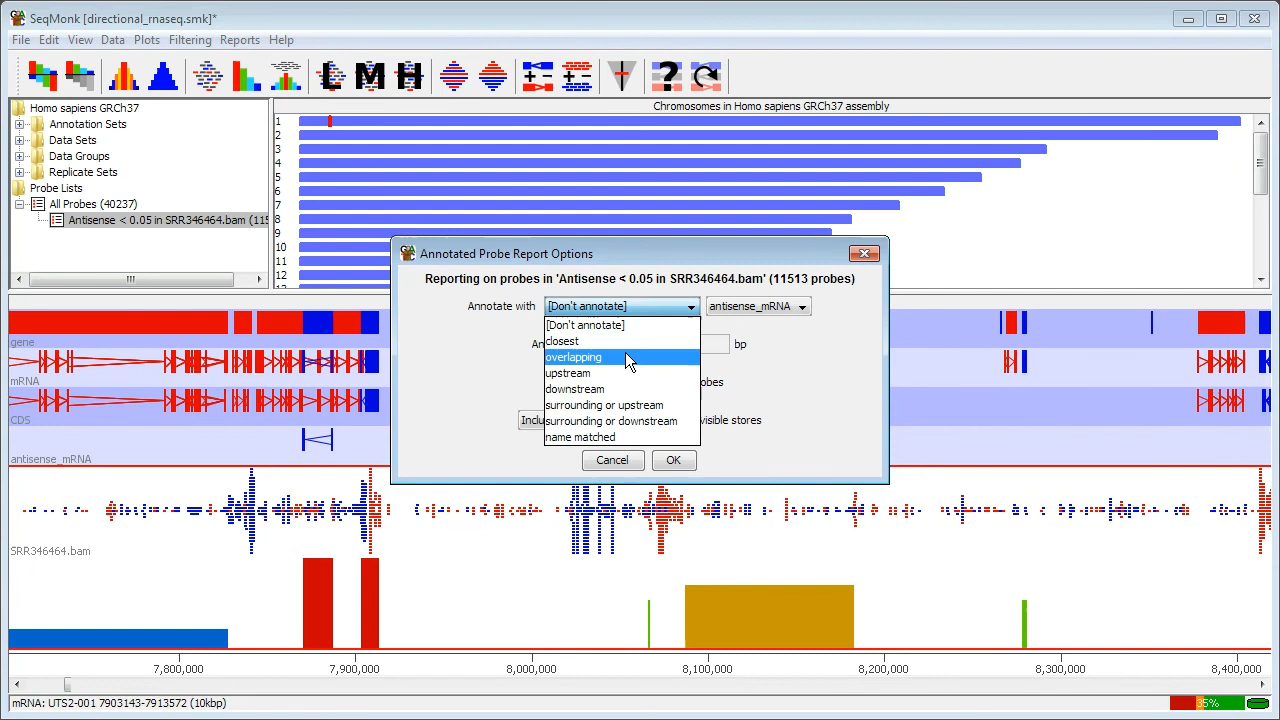 SeqMonk [directional_rnaseq.smk]*
File Edit View Data Plots Filtering Reports Help
L M H + - + - ?
Homo sapiens GRCh37
Annotation Sets
Data Sets
Data Groups
Replicate Sets
Probe Lists
All Probes (40237)
Antisense < 0.05 in SRR346464.bam (115
Chromosomes in Homo sapiens GRCh37 assembly
1
2
3
4
5
6
7
8
9
10
11
12
Annotated Probe Report Options
Reporting on probes in 'Antisense < 0.05 in SRR346464.bam' (11513 probes)
Annotate with [Don't annotate] antisense_mRNA
[Don't annotate]
closest
overlapping
upstream
downstream
surrounding or upstream
surrounding or downstream
name matched
An bp
obes
Inclu visible stores
Cancel OK
gene
mRNA
CDS
antisense_mRNA
SRR346464.bam
7,800,000 7,900,000 8,000,000 8,100,000 8,200,000 8,300,000 8,400,000
mRNA: UTS2-001 7903143-7913572 (10kbp)
35%